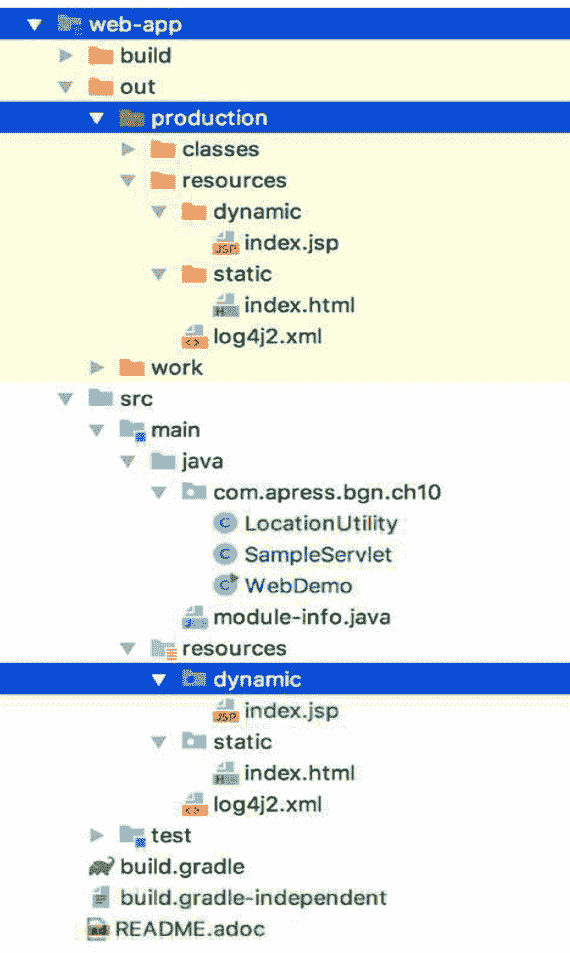 web-app
build
out
production
classes
resources
dynamic
index.jsp
static
index.html
log4j2.xml
work
src
main
java
com.apress.bgn.ch10
LocationUtility
SampleServlet
WebDemo
module-info.java
resources
dynamic
index.jsp
static
index.html
log4j2.xml
test
build.gradle
build.gradle-independent
README.adoc